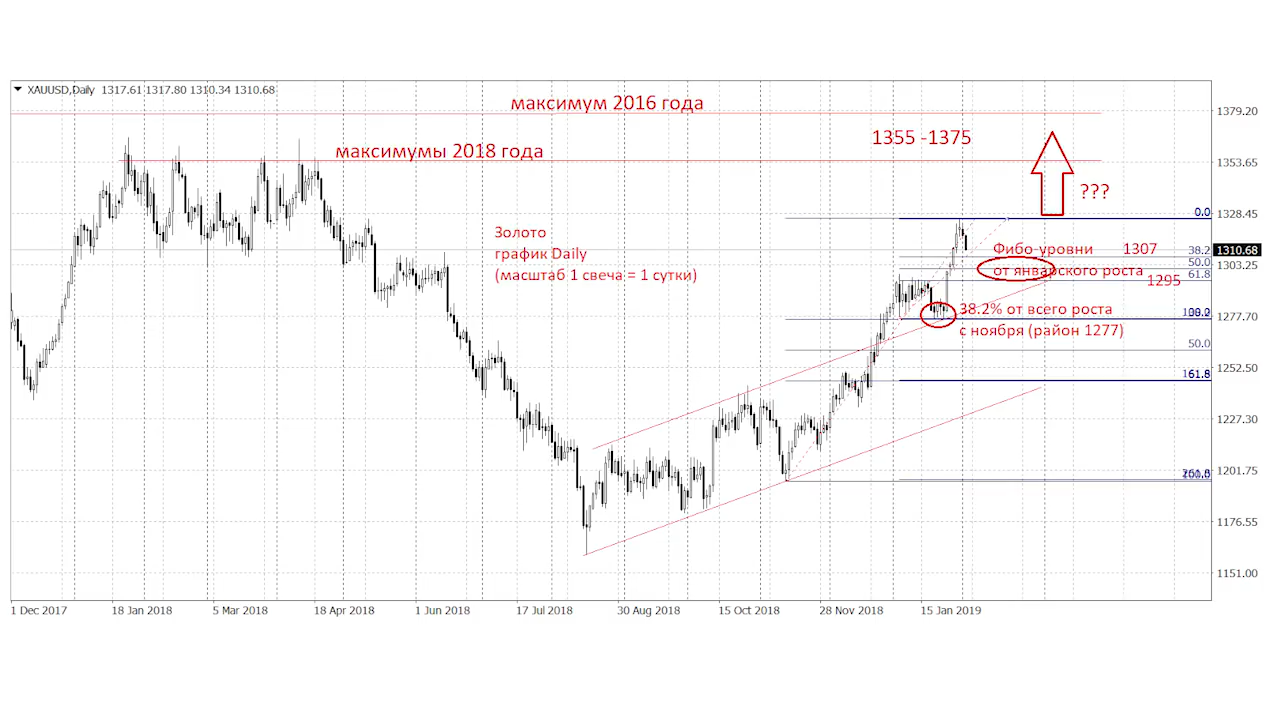 XAUUSD,Daily 1317.61 1317.80 1310.34 1310.68
максимум 2016 года
1379.20
1355 -1375
максимумы 2018 года
1353.65
???
0.0
1328.45
Золото
график Daily
(масштаб 1 свеча = 1 сутки)
Фибо-уровни 1307
38.2
1310.68
50.0
1303.25
от январского роста
61.8
1295
38.2% от всего роста
1277.70
с ноября (район 1277)
50.0
1252.50
161.8
1227.30
1201.75
1176.55
1151.00
1 Dec 2017 18 Jan 2018 5 Mar 2018 18 Apr 2018 1 Jun 2018 17 Jul 2018 30 Aug 2018 15 Oct 2018 28 Nov 2018 15 Jan 2019